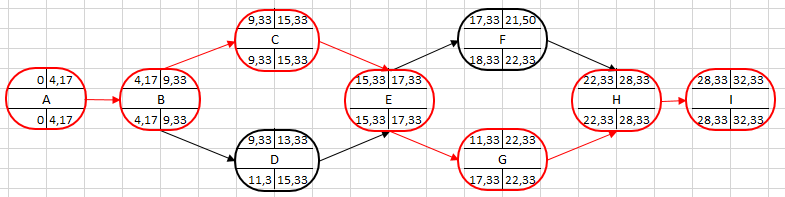 0 4,17
A
0 4,17
4,17 9,33
B
4,17 9,33
9,33 15,33
C
9,33 15,33
9,33 13,33
D
11,3 15,33
15,33 17,33
E
15,33 17,33
17,33 21,50
F
18,33 22,33
11,33 22,33
G
17,33 22,33
22,33 28,33
H
22,33 28,33
28,33 32,33
I
28,33 32,33